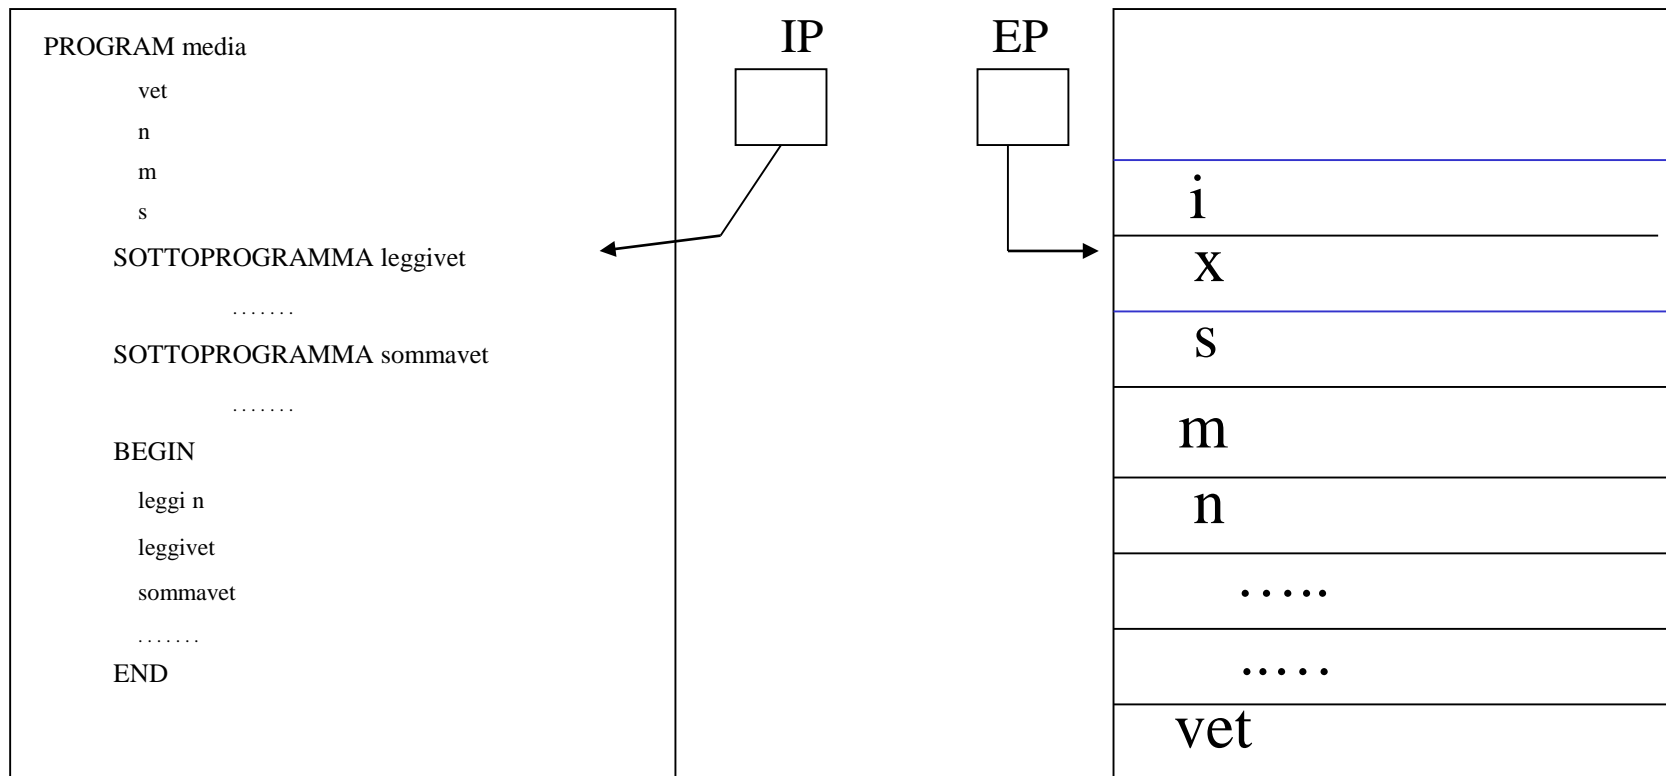 PROGRAM media
vet
n
m
s
SOTTOPROGRAMMA leggivet
.......
SOTTOPROGRAMMA sommavet
.......
BEGIN
leggi n
leggivet
sommavet
.......
END
IP
EP
i
x
s
m
n
.....
.....
vet